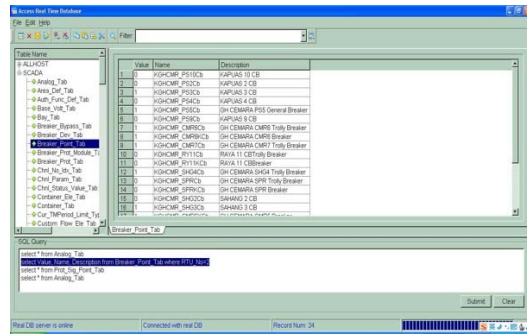 Access Real Time Database
File Edit Help
Filter
Table Name
ALLHOST
SCADA
Analog_Tab
Area_Def_Tab
Auth_Func_Def_Tab
Base_Volt_Tab
Bay_Tab
Breaker_Bypass_Tab
Breaker_Dev_Tab
Breaker_Point_Tab
Breaker_Prot_Module_Ta
Breaker_Prot_Tab
Chnl_No_Idx_Tab
Chnl_Param_Tab
Chnl_Status_Value_Tab
Container_Ele_Tab
Container_Tab
Cur_TMPeriod_Limit_Tyt
Custom_Flow_Ele_Tab
Value Name Description
1 0 KGHCMR_PS10Cb KAPUAS 10 CB
2 0 KGHCMR_PS2Cb KAPUAS 2 CB
3 1 KGHCMR_PS3Cb KAPUAS 3 CB
4 0 KGHCMR_PS4Cb KAPUAS 4 CB
5 1 KGHCMR_PS5Cb GH CEMARA PS5 General Breaker
6 0 KGHCMR_PS9Cb KAPUAS 9 CB
7 1 KGHCMR_CMR6Cb GH CEMARA CMR6 Trolly Breaker
8 1 KGHCMR_CMR6KCb GH CEMARA CMR6 Breaker
9 1 KGHCMR_CMR7Cb GH CEMARA CMR7 Trolly Breaker
10 0 KGHCMR_RY11Cb RAYA 11 CBTrolly Breaker
11 0 KGHCMR_RY11KCb RAYA 11 CBBreaker
12 1 KGHCMR_SHG4Cb GH CEMARA SHG4 Trolly Breaker
13 0 KGHCMR_SPRCb GH CEMARA SPR Trolly Breaker
14 0 KGHCMR_SPRKCb GH CEMARA SPR Breaker
15 0 KGHCMR_SHG2Cb SAHANG 2 CB
16 1 KGHCMR_SHG3Cb SAHANG 3 CB
Breaker_Point_Tab
SQL Query
select * from Analog_Tab
select Value, Name, Description from Breaker_Point_Tab where RTU_No=2
select * from Prot_Sig_Point_Tab
select * from Analog_Tab
Submit Clear
Real DB server is online Connected with real DB Record Num: 34